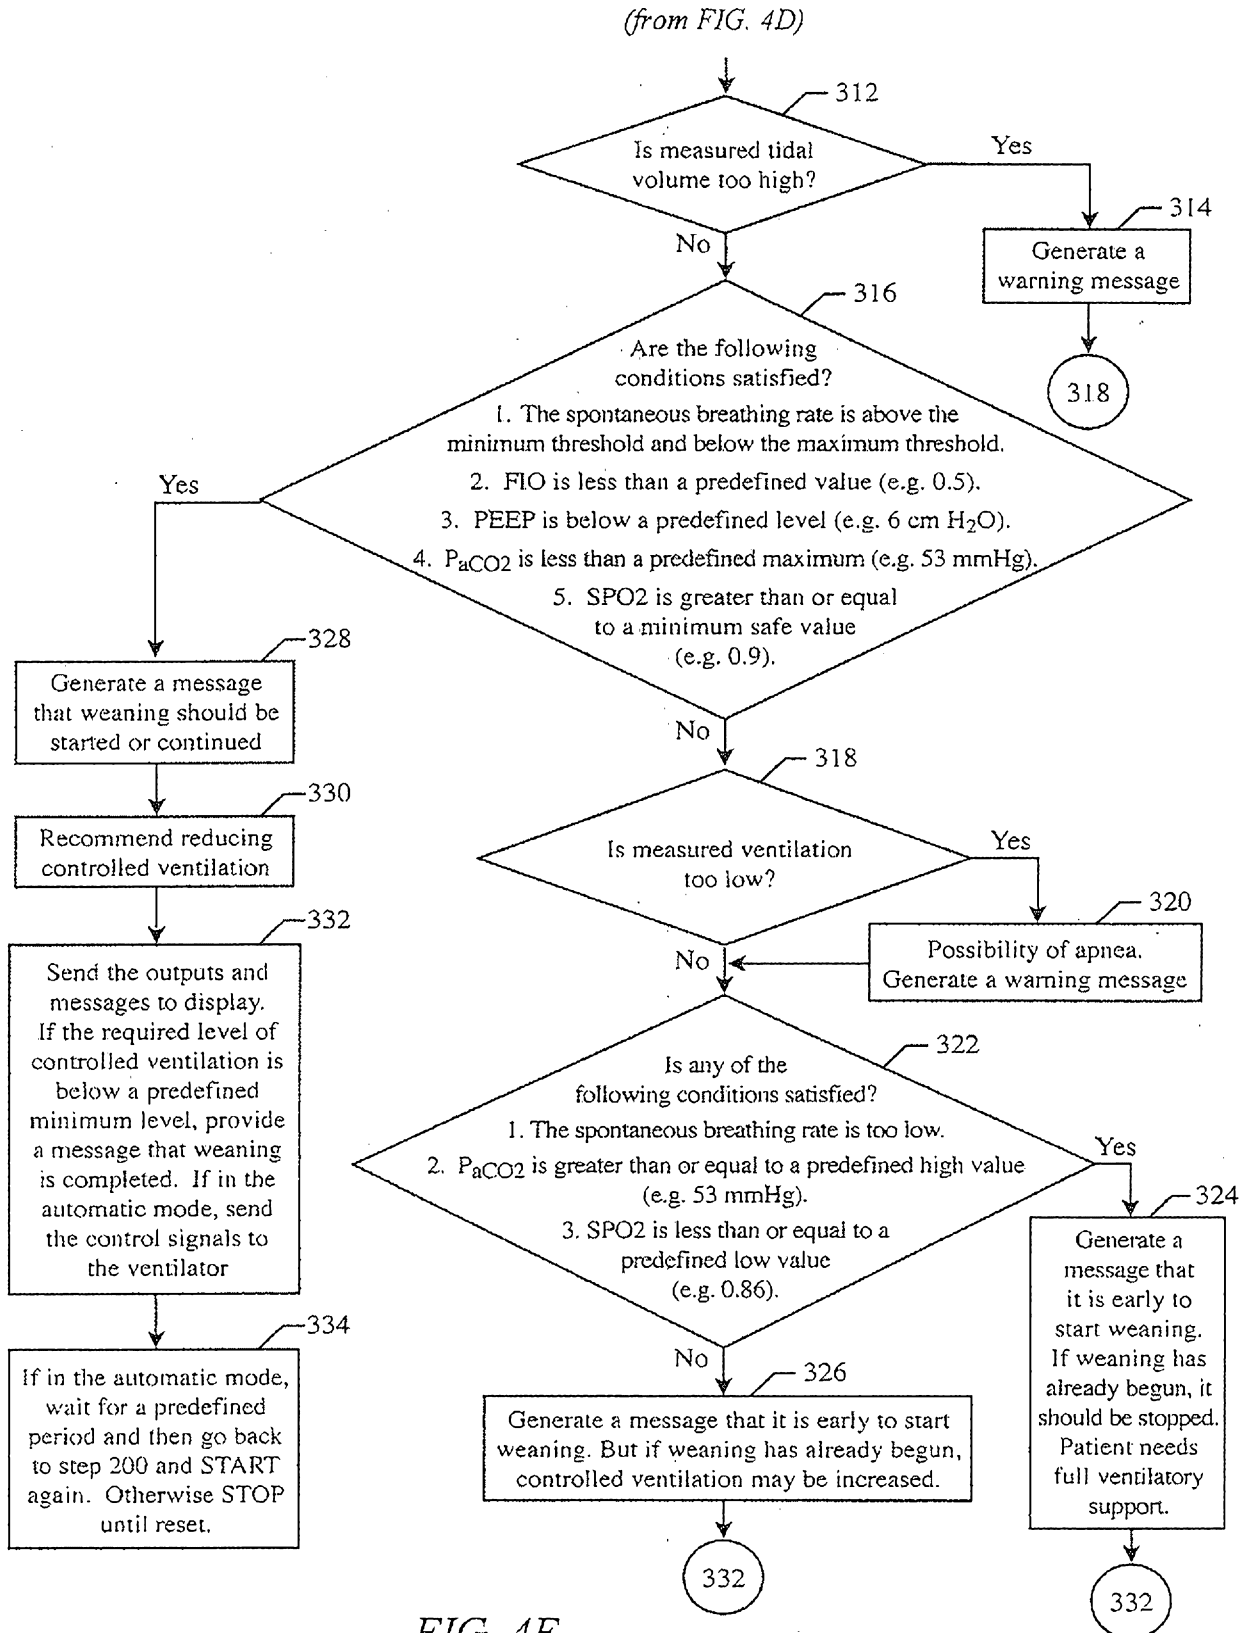 (from FIG. 4D)
312
Is measured tidal
volume too high?
Yes
314
Generate a
warning message
318
No
316
Are the following
conditions satisfied?
1. The spontaneous breathing rate is above the
minimum threshold and below the maximum threshold.
2. FIO is less than a predefined value (e.g. 0.5).
3. PEEP is below a predefined level (e.g. 6 cm H2O).
4. PaCO2 is less than a predefined maximum (e.g. 53 mmHg).
5. SPO2 is greater than or equal
to a minimum safe value
(e.g. 0.9).
Yes
328
Generate a message
that weaning should be
started or continued
330
Recommend reducing
controlled ventilation
332
Send the outputs and
messages to display.
If the required level of
controlled ventilation is
below a predefined
minimum level, provide
a message that weaning
is completed. If in the
automatic mode, send
the control signals to
the ventilator
334
If in the automatic mode,
wait for a predefined
period and then go back
to step 200 and START
again. Otherwise STOP
until reset.
No
318
Is measured ventilation
too low?
Yes
320
Possibility of apnea.
Generate a warning message
No
322
Is any of the
following conditions satisfied?
1. The spontaneous breathing rate is too low.
2. PaCO2 is greater than or equal to a predefined high value
(e.g. 53 mmHg).
3. SPO2 is less than or equal to a
predefined low value
(e.g. 0.86).
Yes
324
Generate a
message that
it is early to
start weaning.
If weaning has
already begun, it
should be stopped.
Patient needs
full ventilatory
support.
332
No
326
Generate a message that it is early to start
weaning. But if weaning has already begun,
controlled ventilation may be increased.
332